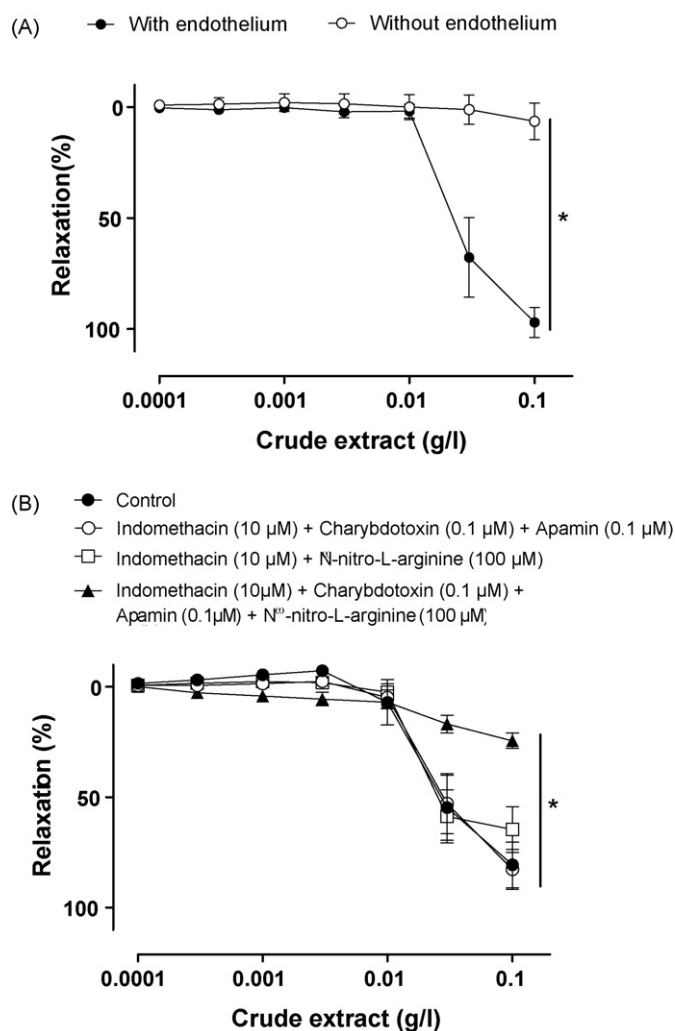 (A)
With endothelium Without endothelium
0
50
100
Relaxation(%)
*
0.0001 0.001 0.01 0.1
Crude extract (g/l)
(B)
Control
Indomethacin (10 µM) + Charybdotoxin (0.1 µM) + Apamin (0.1 µM)
Indomethacin (10 µM) + N-nitro-L-arginine (100 µM)
Indomethacin (10µM) + Charybdotoxin (0.1 µM) +
Apamin (0.1µM) + Nω-nitro-L-arginine (100 µM)
0
50
100
Relaxation (%)
*
0.0001 0.001 0.01 0.1
Crude extract (g/l)